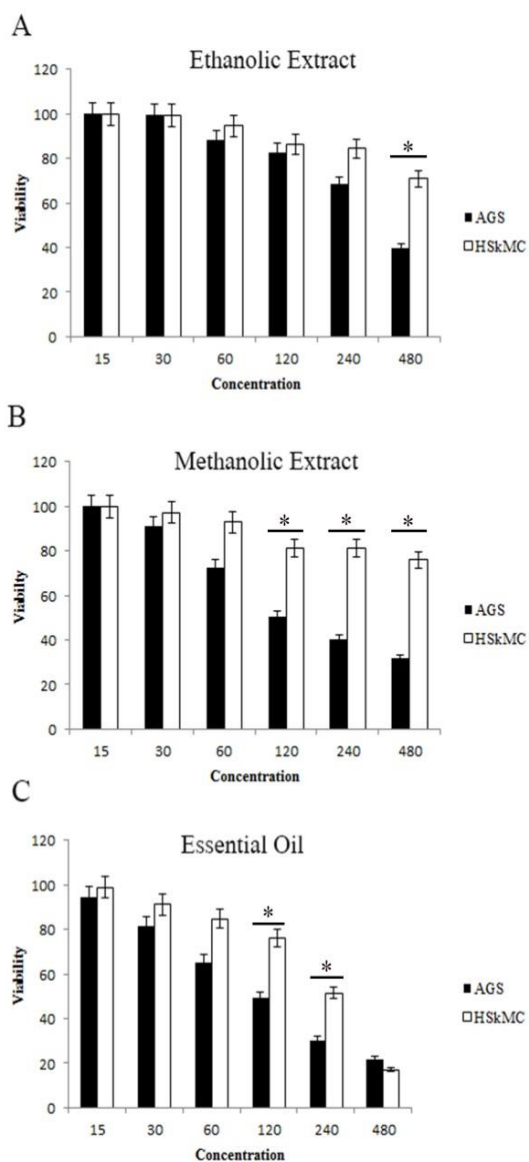 A
Ethanolic Extract
120
100
80
60
40
20
0
Viability
*
AGS
HSkMC
15 30 60 120 240 480
Concentration
B
Methanolic Extract
120
100
80
60
40
20
0
Viabilty
* * *
AGS
HSkMC
15 30 60 120 240 480
Concentration
C
Essential Oil
120
100
80
60
40
20
0
Viability
* *
AGS
HSkMC
15 30 60 120 240 480
Concentration